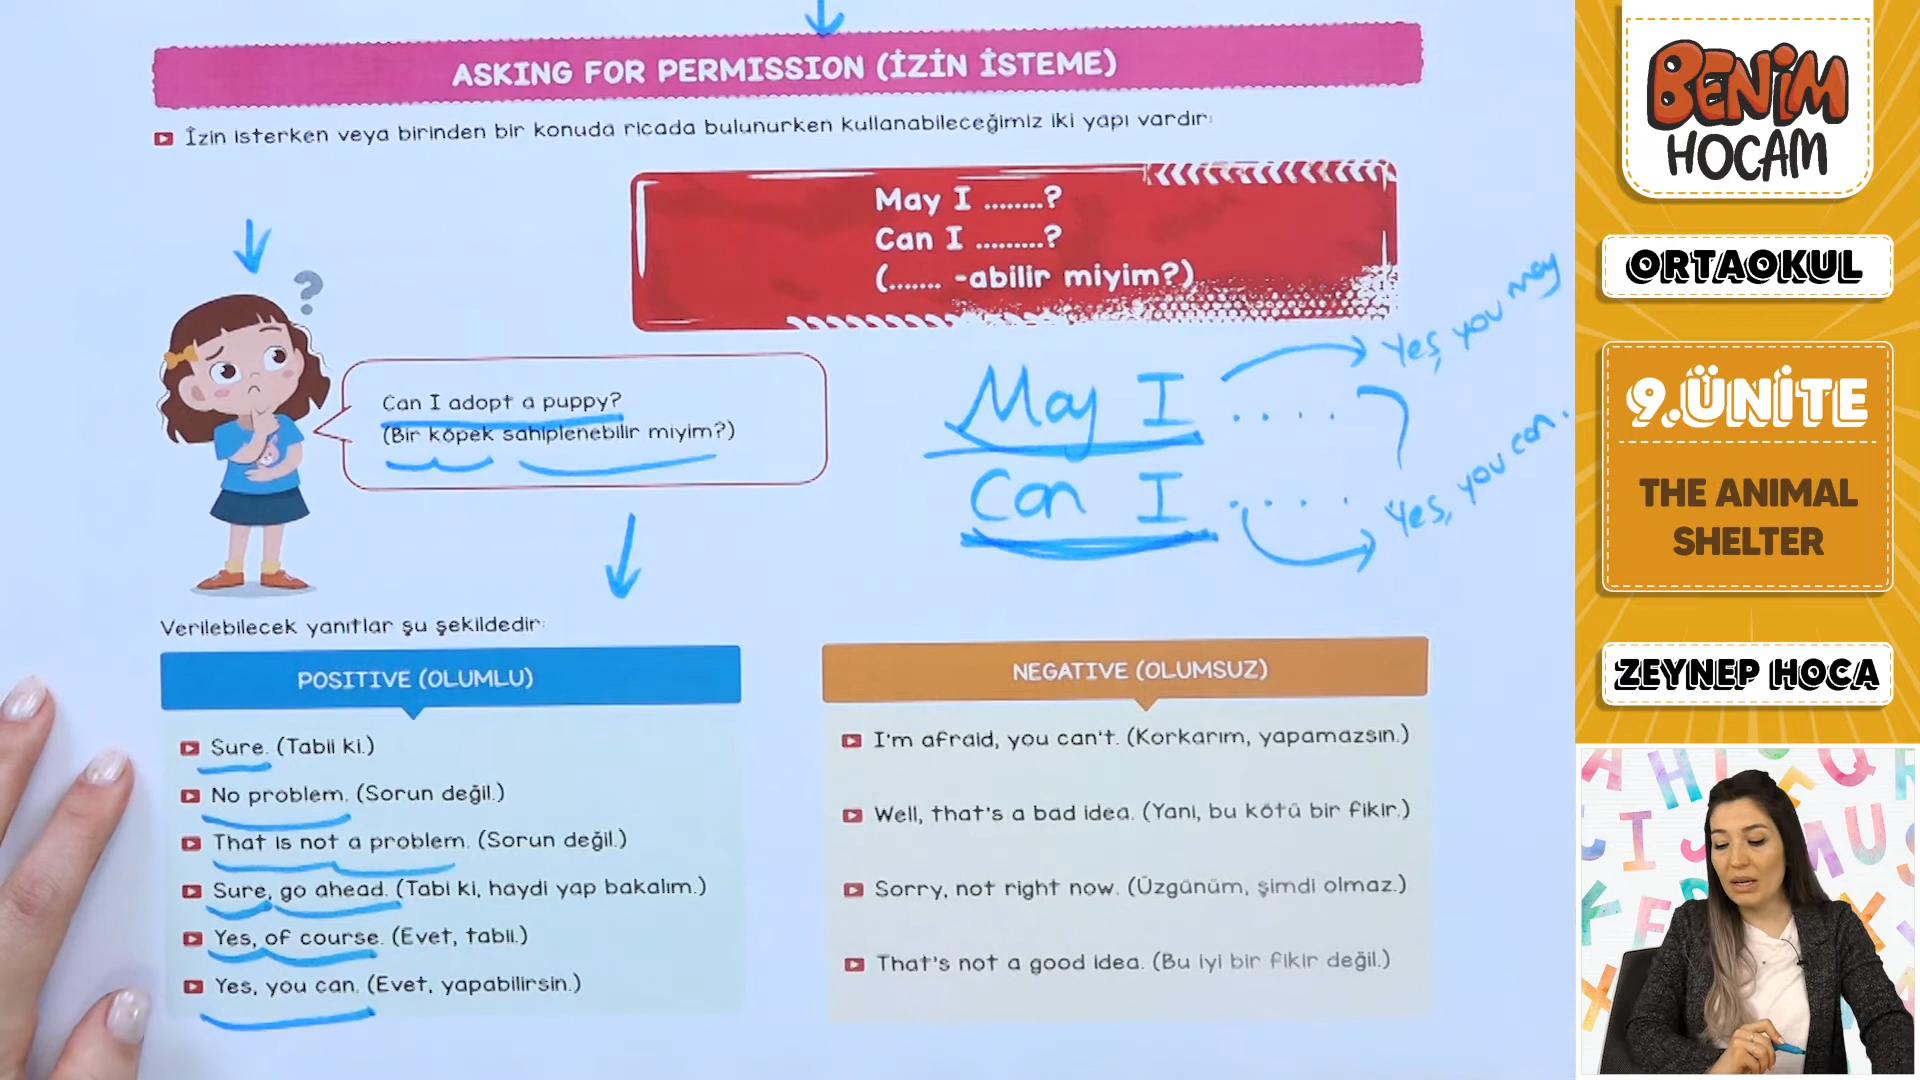 ASKING FOR PERMISSION (İZİN İSTEME)
İzin isterken veya birinden bir konuda ricada bulunurken kullanabileceğimiz iki yapı vardır:
May I ........?
Can I .........?
(....... -abilir miyim?)
?
Can I adopt a puppy?
(Bir köpek sahiplenebilir miyim?)
May I . . . .
Yes, you may
Can I . . . .
Yes, you can.
Verilebilecek yanıtlar şu şekildedir:
POSITIVE (OLUMLU)
Sure. (Tabii ki.)
No problem. (Sorun değil.)
That is not a problem. (Sorun değil.)
Sure, go ahead. (Tabi ki, haydi yap bakalım.)
Yes, of course. (Evet, tabii.)
Yes, you can. (Evet, yapabilirsin.)
NEGATIVE (OLUMSUZ)
I'm afraid, you can't. (Korkarım, yapamazsın.)
Well, that's a bad idea. (Yani, bu kötü bir fikir.)
Sorry, not right now. (Üzgünüm, şimdi olmaz.)
That's not a good idea. (Bu iyi bir fikir değil.)
BENİM
HOCAM
ORTAOKUL
9.ÜNİTE
THE ANIMAL
SHELTER
ZEYNEP HOCA